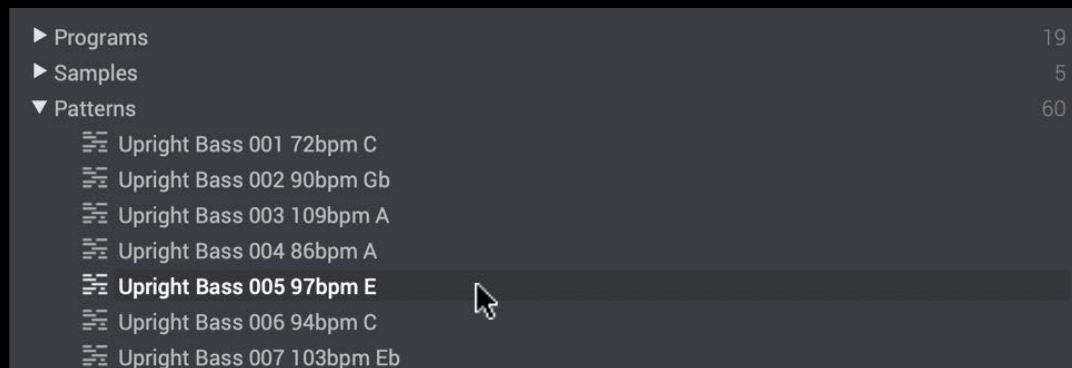 Programs 19
Samples 5
Patterns 60
Upright Bass 001 72bpm C
Upright Bass 002 90bpm Gb
Upright Bass 003 109bpm A
Upright Bass 004 86bpm A
Upright Bass 005 97bpm E
Upright Bass 006 94bpm C
Upright Bass 007 103bpm Eb